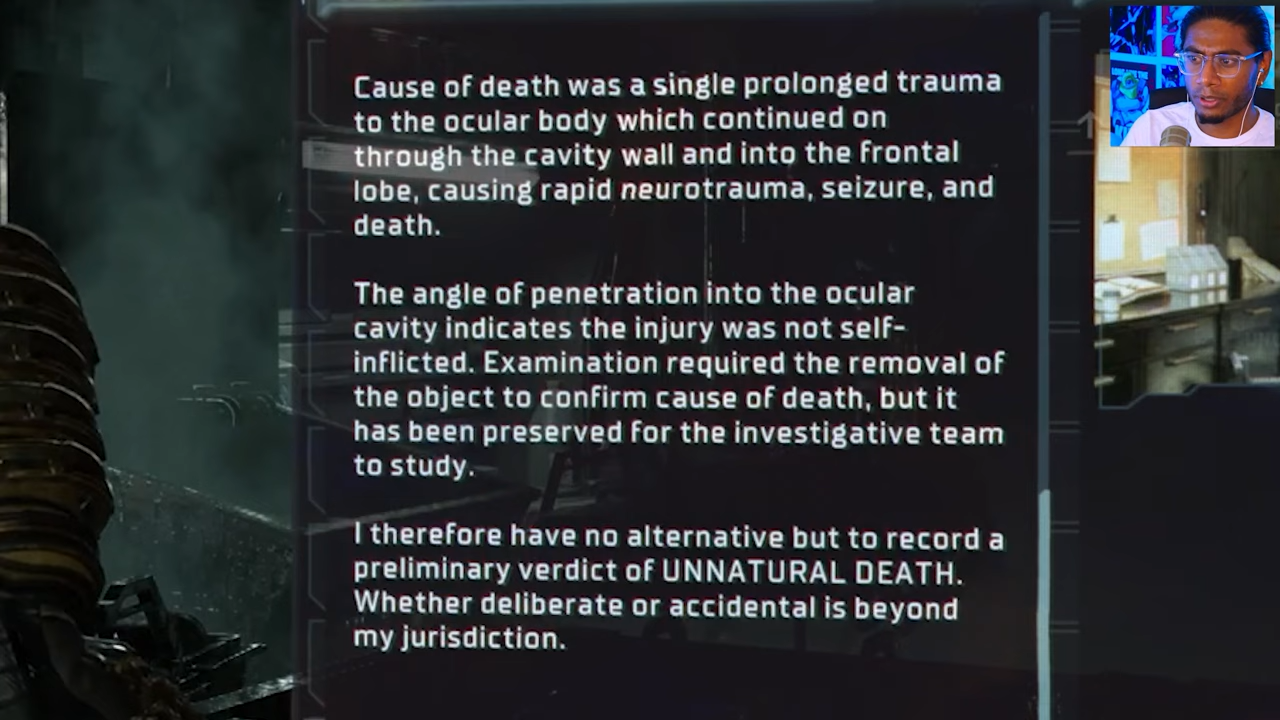 Cause of death was a single prolonged trauma
to the ocular body which continued on
through the cavity wall and into the frontal
lobe, causing rapid neurotrauma, seizure, and
death.
The angle of penetration into the ocular
cavity indicates the injury was not self-
inflicted. Examination required the removal of
the object to confirm cause of death, but it
has been preserved for the investigative team
to study.
I therefore have no alternative but to record a
preliminary verdict of UNNATURAL DEATH.
Whether deliberate or accidental is beyond
my jurisdiction.